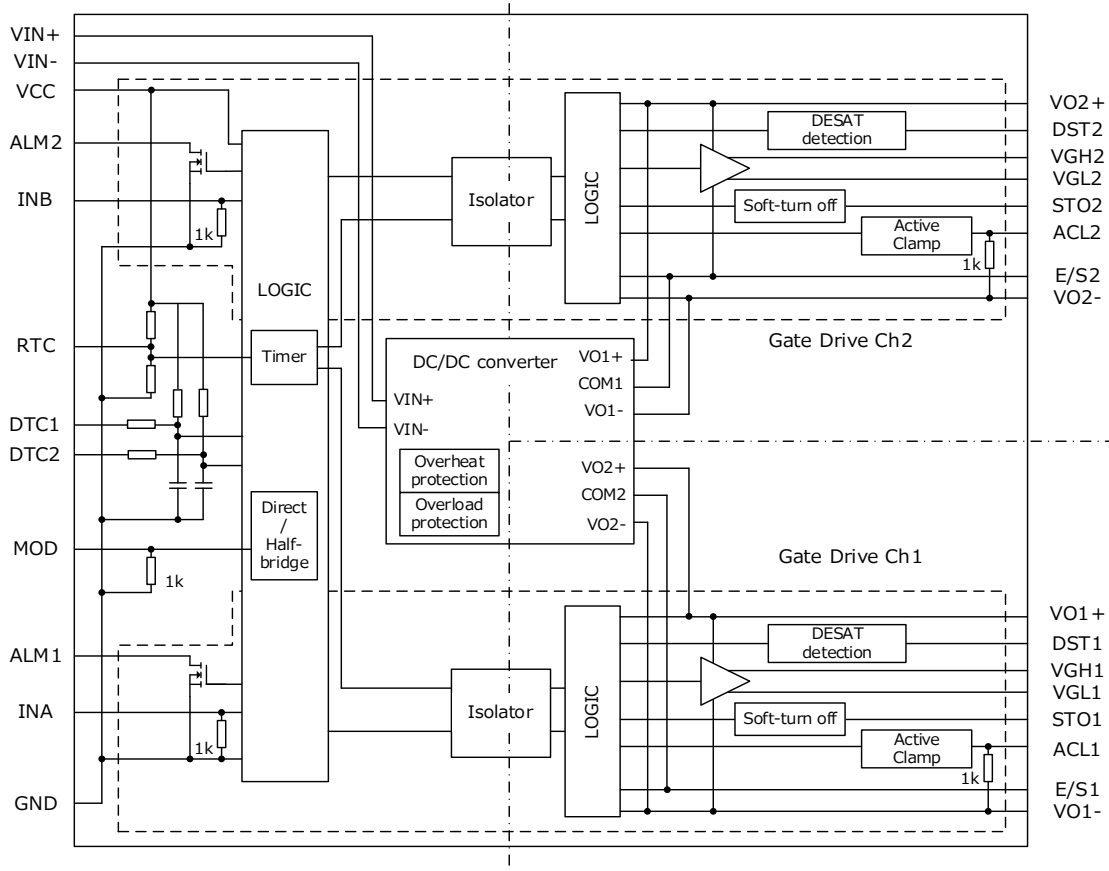 VIN+
VIN-
VCC
ALM2
INB
1k
RTC
DTC1
DTC2
MOD
1k
ALM1
INA
1k
GND
LOGIC
Timer
Direct
/
Half-
bridge
Isolator
LOGIC
DESAT
detection
Soft-turn off
Active
Clamp
1k
VO2+
DST2
VGH2
VGL2
STO2
ACL2
E/S2
VO2-
Gate Drive Ch2
DC/DC converter
VIN+
VIN-
VO1+
COM1
VO1-
Overheat
protection
Overload
protection
VO2+
COM2
VO2-
Gate Drive Ch1
Isolator
LOGIC
DESAT
detection
Soft-turn off
Active
Clamp
1k
VO1+
DST1
VGH1
VGL1
STO1
ACL1
E/S1
VO1-